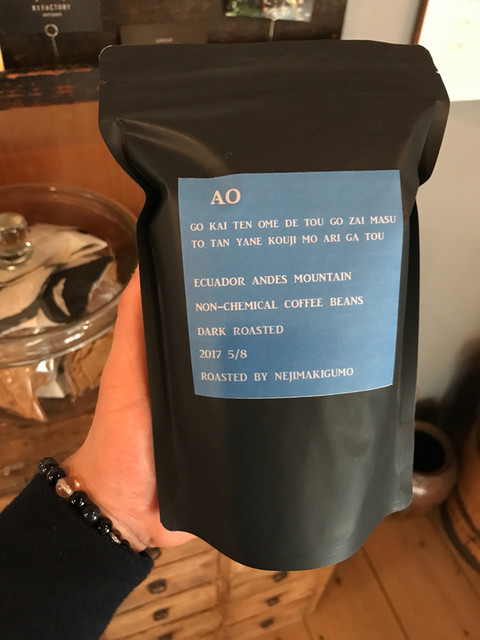 AO
GO KAI TEN OME DE TOU GO ZAI MASU
TO TAN YANE KOUJI MO ARI GA TOU
ECUADOR ANDES MOUNTAIN
NON-CHEMICAL COFFEE BEANS
DARK ROASTED
2017 5/8
ROASTED BY NEJIMAKIGUMO